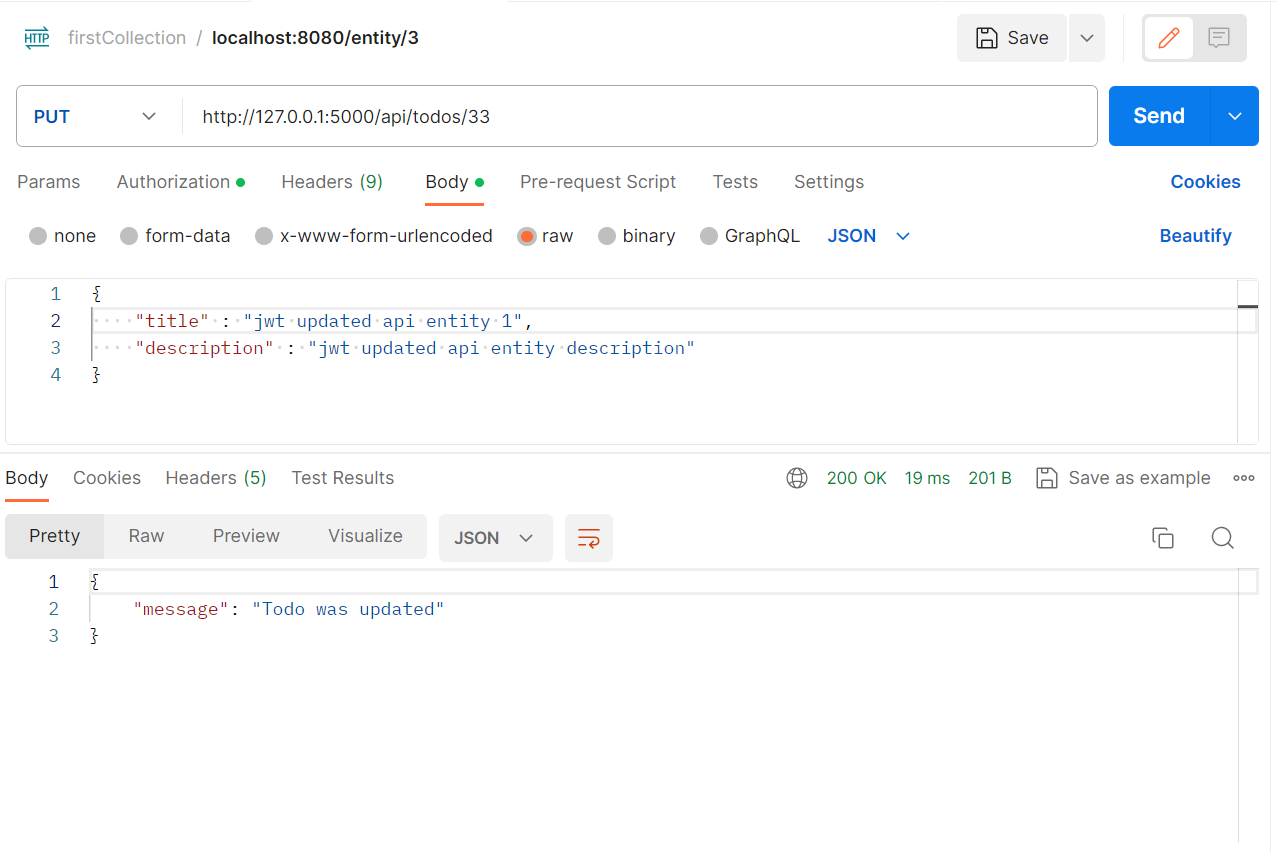 HTTP firstCollection / localhost:8080/entity/3 Save
PUT http://127.0.0.1:5000/api/todos/33 Send
Params Authorization Headers (9) Body Pre-request Script Tests Settings Cookies
none form-data x-www-form-urlencoded raw binary GraphQL JSON Beautify
1 {
2 "title" : "jwt updated api entity 1",
3 "description" : "jwt updated api entity description"
4 }
Body Cookies Headers (5) Test Results 200 OK 19 ms 201 B Save as example
Pretty Raw Preview Visualize JSON
1 {
2 "message": "Todo was updated"
3 }